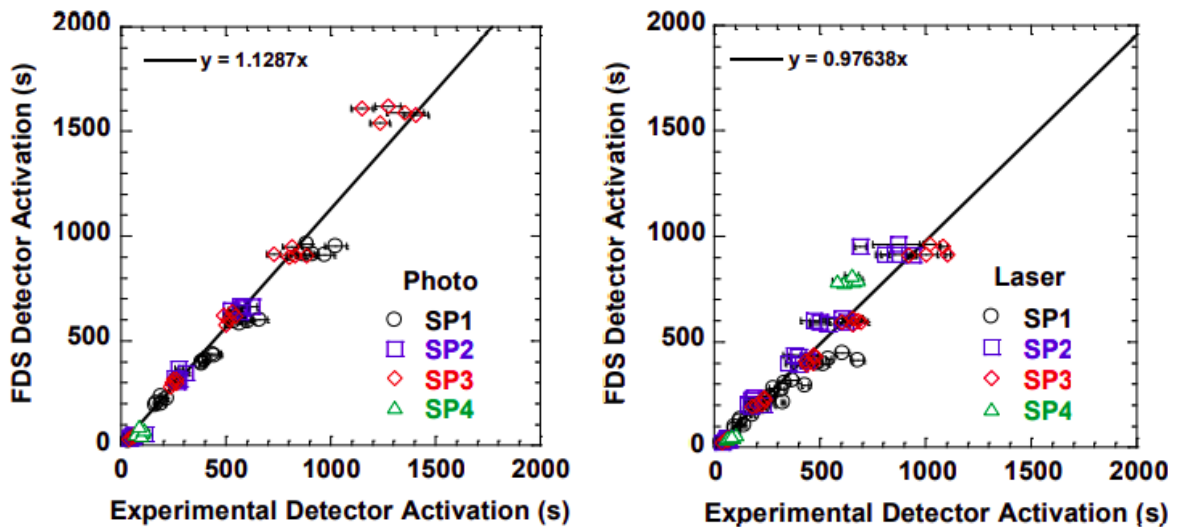 y = 1.1287x
FDS Detector Activation (s)
2000
1500
1000
500
0
Photo
SP1
SP2
SP3
SP4
0 500 1000 1500 2000
Experimental Detector Activation (s)
y = 0.97638x
FDS Detector Activation (s)
2000
1500
1000
500
0
Laser
SP1
SP2
SP3
SP4
0 500 1000 1500 2000
Experimental Detector Activation (s)